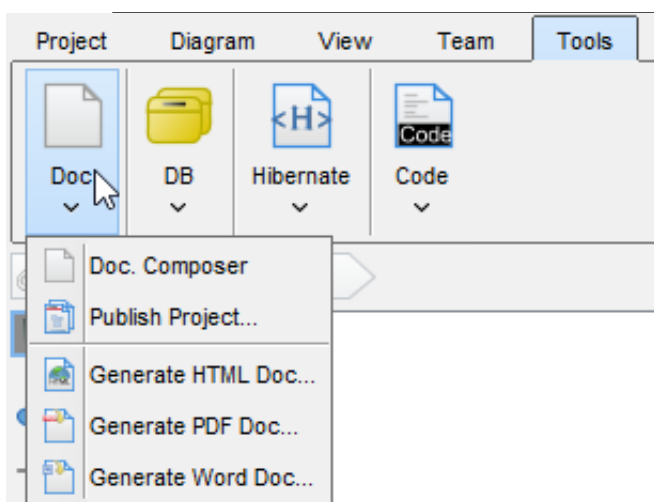 Project Diagram View Team Tools
<H> Code
Doc DB Hibernate Code
Doc. Composer
Publish Project...
Generate HTML Doc...
Generate PDF Doc...
Generate Word Doc...